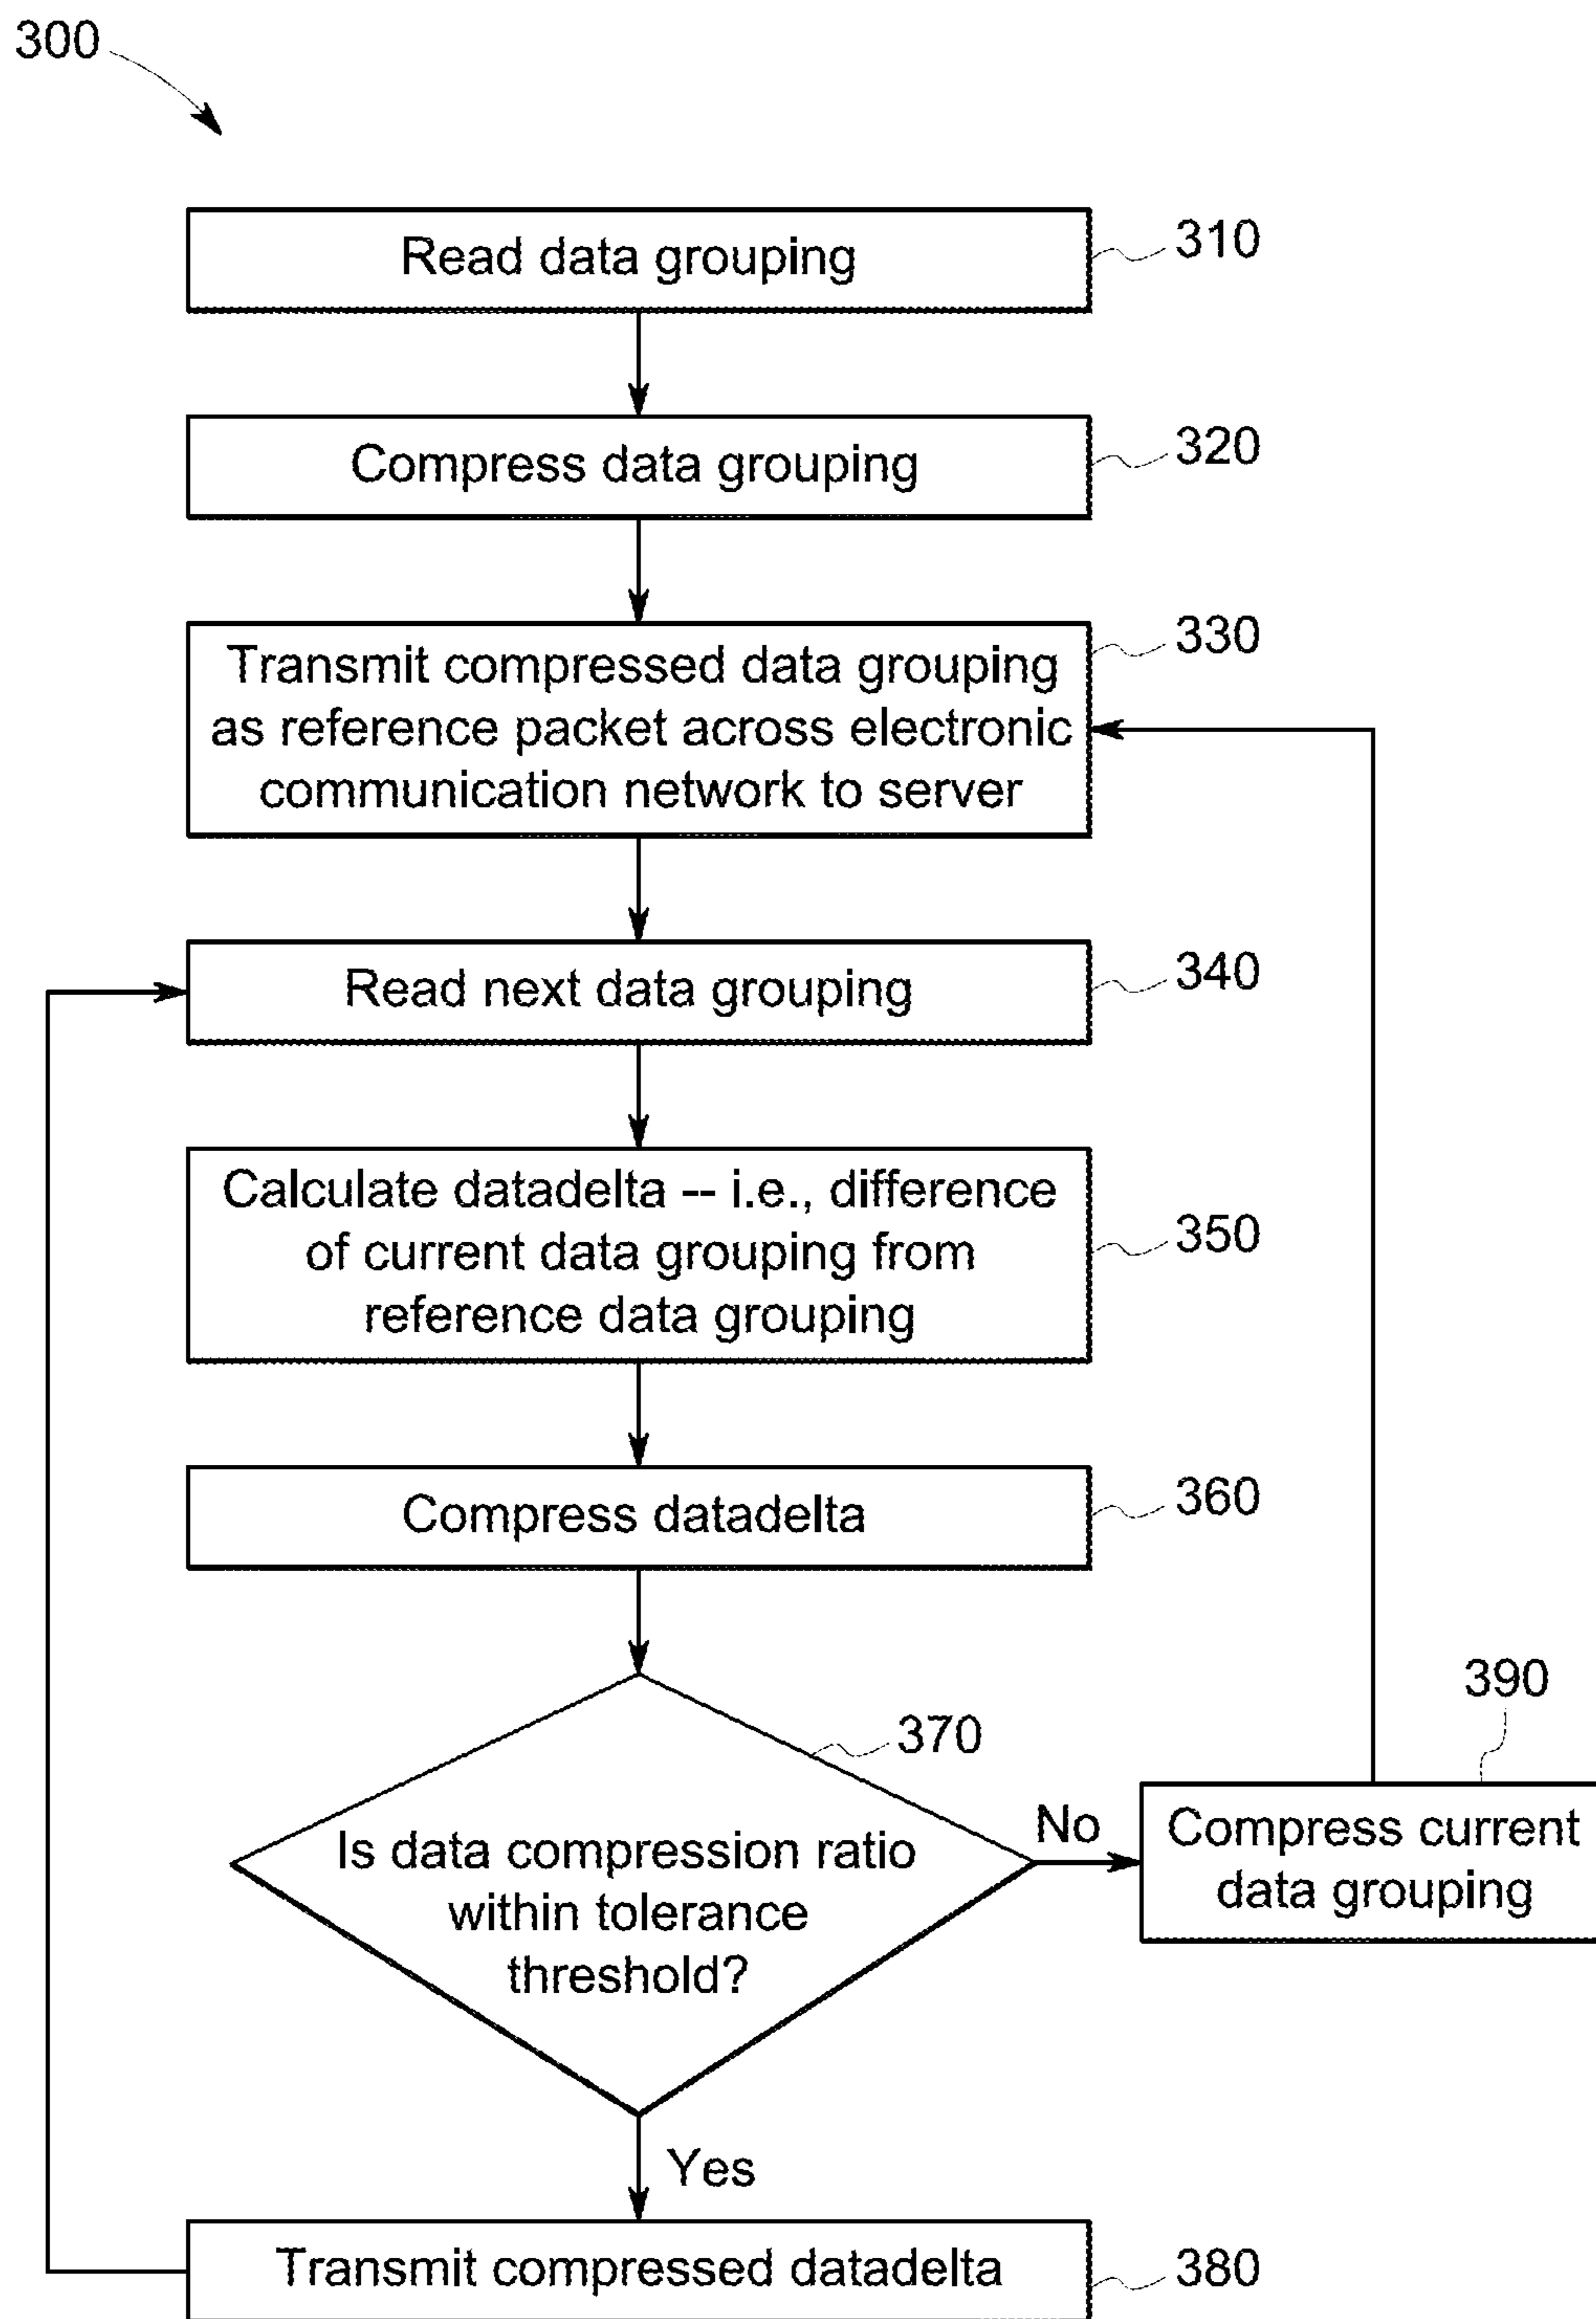 300
Read data grouping
310
Compress data grouping
320
Transmit compressed data grouping
as reference packet across electronic
communication network to server
330
Read next data grouping
340
Calculate datadelta -- i.e., difference
of current data grouping from
reference data grouping
350
Compress datadelta
360
370
Is data compression ratio
within tolerance
threshold?
No
390
Compress current
data grouping
Yes
Transmit compressed datadelta
380